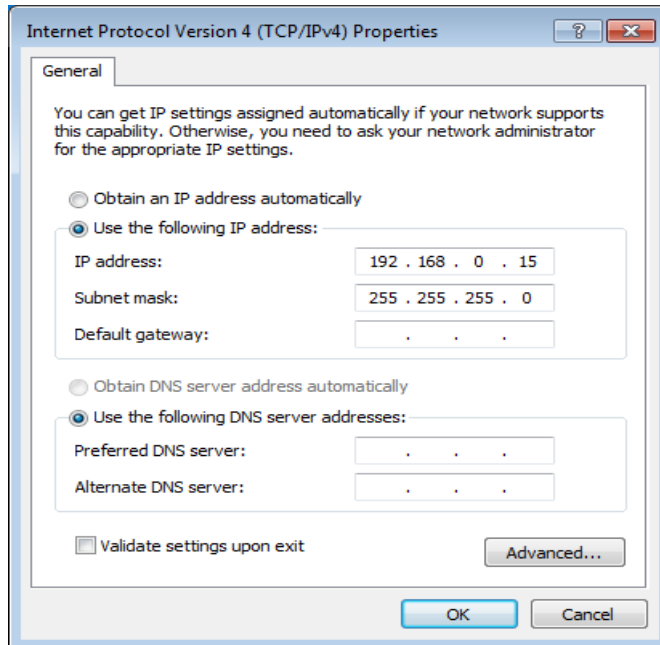 Internet Protocol Version 4 (TCP/IPv4) Properties
?
General
You can get IP settings assigned automatically if your network supports
this capability. Otherwise, you need to ask your network administrator
for the appropriate IP settings.
Obtain an IP address automatically
Use the following IP address:
IP address: 192 . 168 . 0 . 15
Subnet mask: 255 . 255 . 255 . 0
Default gateway: . . .
Obtain DNS server address automatically
Use the following DNS server addresses:
Preferred DNS server: . . .
Alternate DNS server: . . .
Validate settings upon exit
Advanced...
OK Cancel